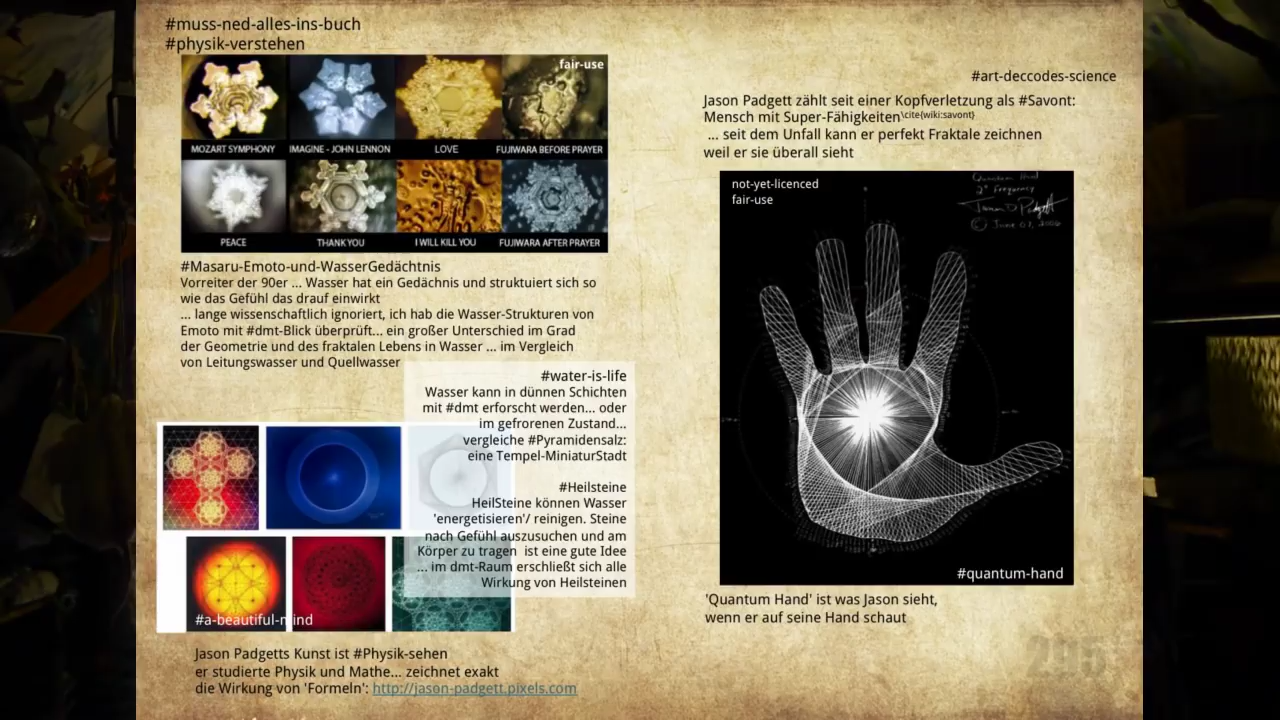 #muss-ned-alles-ins-buch
#physik-verstehen
fair-use
MOZART SYMPHONY IMAGINE - JOHN LENNON LOVE FUJIWARA BEFORE PRAYER
PEACE THANK YOU I WILL KILL YOU FUJIWARA AFTER PRAYER
#Masaru-Emoto-und-WasserGedächtnis
Vorreiter der 90er ... Wasser hat ein Gedächnis und struktuiert sich so
wie das Gefühl das drauf einwirkt
... lange wissenschaftlich ignoriert, ich hab die Wasser-Strukturen von
Emoto mit #dmt-Blick überprüft... ein großer Unterschied im Grad
der Geometrie und des fraktalen Lebens in Wasser ... im Vergleich
von Leitungswasser und Quellwasser
#water-is-life
Wasser kann in dünnen Schichten
mit #dmt erforscht werden... oder
im gefrorenen Zustand...
vergleiche #Pyramidensalz:
eine Tempel-MiniaturStadt
#Heilsteine
HeilSteine können Wasser
'energetisieren'/ reinigen. Steine
nach Gefühl auszusuchen und am
Körper zu tragen ist eine gute Idee
... im dmt-Raum erschließt sich alle
Wirkung von Heilsteinen
#a-beautiful-mind
Jason Padgetts Kunst ist #Physik-sehen
er studierte Physik und Mathe... zeichnet exakt
die Wirkung von 'Formeln': http://jason-padgett.pixels.com
#art-deccodes-science
Jason Padgett zählt seit einer Kopfverletzung als #Savont:
Mensch mit Super-Fähigkeiten\cite{wiki:savont}
... seit dem Unfall kann er perfekt Fraktale zeichnen
weil er sie überall sieht
not-yet-licenced
fair-use
Quantum Hand
2° Frequency
Jason D Padgett
#quantum-hand
'Quantum Hand' ist was Jason sieht,
wenn er auf seine Hand schaut
295